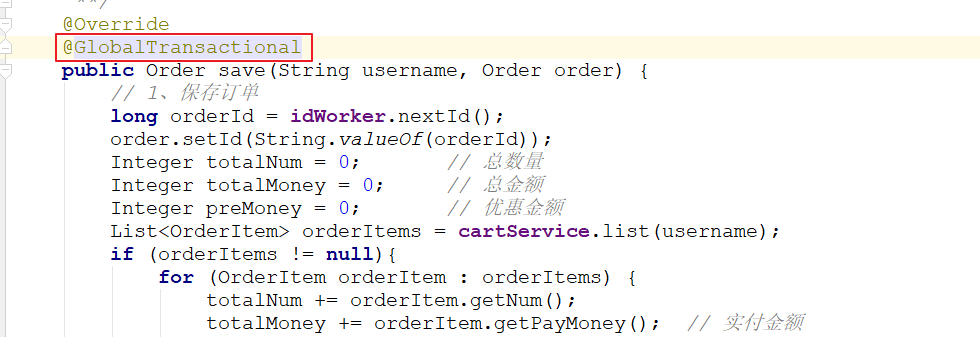 **/
@Override
@GlobalTransactional
public Order save(String username, Order order) {
// 1、保存订单
long orderId = idWorker.nextId();
order.setId(String.valueOf(orderId));
Integer totalNum = 0; // 总数量
Integer totalMoney = 0; // 总金额
Integer preMoney = 0; // 优惠金额
List<OrderItem> orderItems = cartService.list(username);
if (orderItems != null){
for (OrderItem orderItem : orderItems) {
totalNum += orderItem.getNum();
totalMoney += orderItem.getPayMoney(); // 实付金额